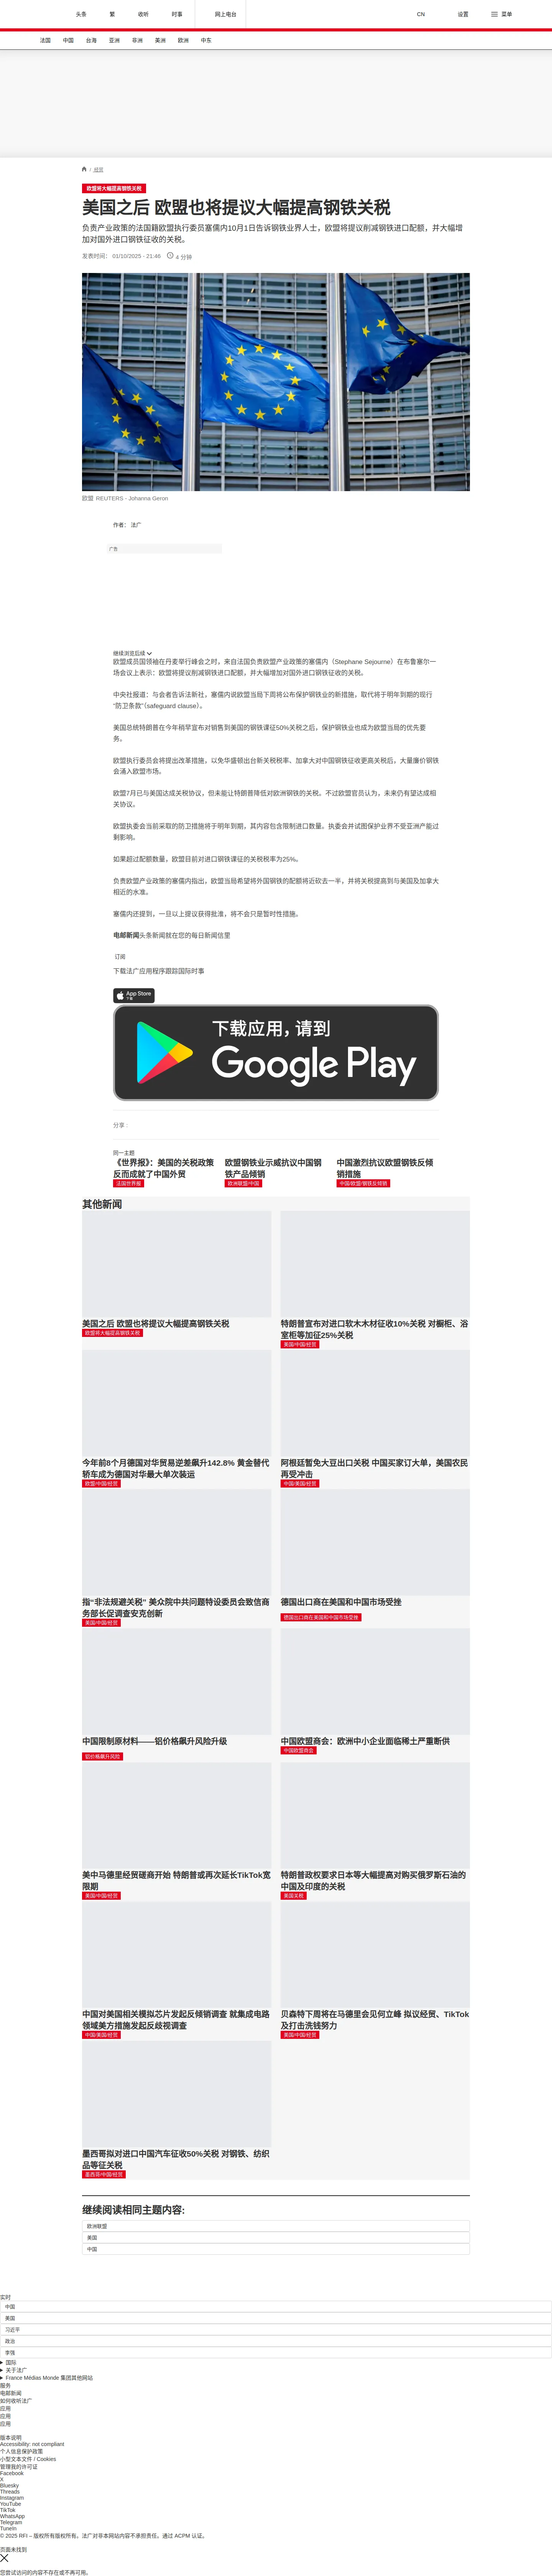 头条
繁
收听
时事
网上电台
CN
设置
菜单
法国
中国
台海
亚洲
非洲
美洲
欧洲
中东
/ 经贸
欧盟将大幅提高钢铁关税
美国之后 欧盟也将提议大幅提高钢铁关税
负责产业政策的法国籍欧盟执行委员塞儒内10月1日告诉钢铁业界人士，欧盟将提议削减钢铁进口配额，并大幅增
加对国外进口钢铁征收的关税。
发表时间： 01/10/2025 - 21:46
4 分钟
欧盟 REUTERS - Johanna Geron
作者： 法广
广告
继续浏览后续
欧盟成员国领袖在丹麦举行峰会之时，来自法国负责欧盟产业政策的塞儒内（Stephane Sejourne）在布鲁塞尔一
场会议上表示：欧盟将提议削减钢铁进口配额，并大幅增加对国外进口钢铁征收的关税。
中央社报道：与会者告诉法新社，塞儒内说欧盟当局下周将公布保护钢铁业的新措施，取代将于明年到期的现行
“防卫条款”（safeguard clause）。
美国总统特朗普在今年稍早宣布对销售到美国的钢铁课征50%关税之后，保护钢铁业也成为欧盟当局的优先要
务。
欧盟执行委员会将提出改革措施，以免华盛顿出台新关税税率、加拿大对中国钢铁征收更高关税后，大量廉价钢铁
会涌入欧盟市场。
欧盟7月已与美国达成关税协议，但未能让特朗普降低对欧洲钢铁的关税。不过欧盟官员认为，未来仍有望达成相
关协议。
欧盟执委会当前采取的防卫措施将于明年到期，其内容包含限制进口数量。执委会并试图保护业界不受亚洲产能过
剩影响。
如果超过配额数量，欧盟目前对进口钢铁课征的关税税率为25%。
负责欧盟产业政策的塞儒内指出，欧盟当局希望将外国钢铁的配额将近砍去一半，并将关税提高到与美国及加拿大
相近的水准。
塞儒内还提到，一旦以上提议获得批准，将不会只是暂时性措施。
电邮新闻头条新闻就在您的每日新闻信里
订阅
下载法广应用程序跟踪国际时事
App Store
下载
下载应用，请到
Google Play
分享 :
同一主题
《世界报》：美国的关税政策
反而成就了中国外贸
法国世界报
欧盟钢铁业示威抗议中国钢
铁产品倾销
欧洲联盟/中国
中国激烈抗议欧盟钢铁反倾
销措施
中国/欧盟/钢铁反倾销
其他新闻
美国之后 欧盟也将提议大幅提高钢铁关税
欧盟将大幅提高钢铁关税
特朗普宣布对进口软木木材征收10%关税 对橱柜、浴
室柜等加征25%关税
美国/中国/经贸
今年前8个月德国对华贸易逆差飙升142.8% 黄金替代
轿车成为德国对华最大单次装运
欧盟/中国/经贸
阿根廷暂免大豆出口关税 中国买家订大单，美国农民
再受冲击
中国/美国/经贸
指“非法规避关税” 美众院中共问题特设委员会致信商
务部长促调查安克创新
美国/中国/经贸
德国出口商在美国和中国市场受挫
德国出口商在美国和中国市场受挫
中国限制原材料——铝价格飙升风险升级
铝价格飙升风险
中国欧盟商会：欧洲中小企业面临稀土严重断供
中国欧盟商会
美中马德里经贸磋商开始 特朗普或再次延长TikTok宽
限期
美国/中国/经贸
特朗普政权要求日本等大幅提高对购买俄罗斯石油的
中国及印度的关税
美国关税
中国对美国相关模拟芯片发起反倾销调查 就集成电路
领域美方措施发起反歧视调查
中国/美国/经贸
贝森特下周将在马德里会见何立峰 拟议经贸、TikTok
及打击洗钱努力
美国/中国/经贸
墨西哥拟对进口中国汽车征收50%关税 对钢铁、纺织
品等征关税
墨西哥/中国/经贸
继续阅读相同主题内容:
欧洲联盟
美国
中国
实时
中国
美国
习近平
政治
李强
国际
关于法广
France Médias Monde 集团其他网站
服务
电邮新闻
如何收听法广
应用
应用
应用
版本说明
Accessibility: not compliant
个人信息保护政策
小型文本文件 / Cookies
管理我的许可证
Facebook
X
Bluesky
Threads
Instagram
YouTube
TikTok
WhatsApp
Telegram
TuneIn
© 2025 RFI – 版权所有版权所有。法广对非本网站内容不承担责任。通过 ACPM 认证。
页面未找到
您尝试访问的内容不存在或不再可用。